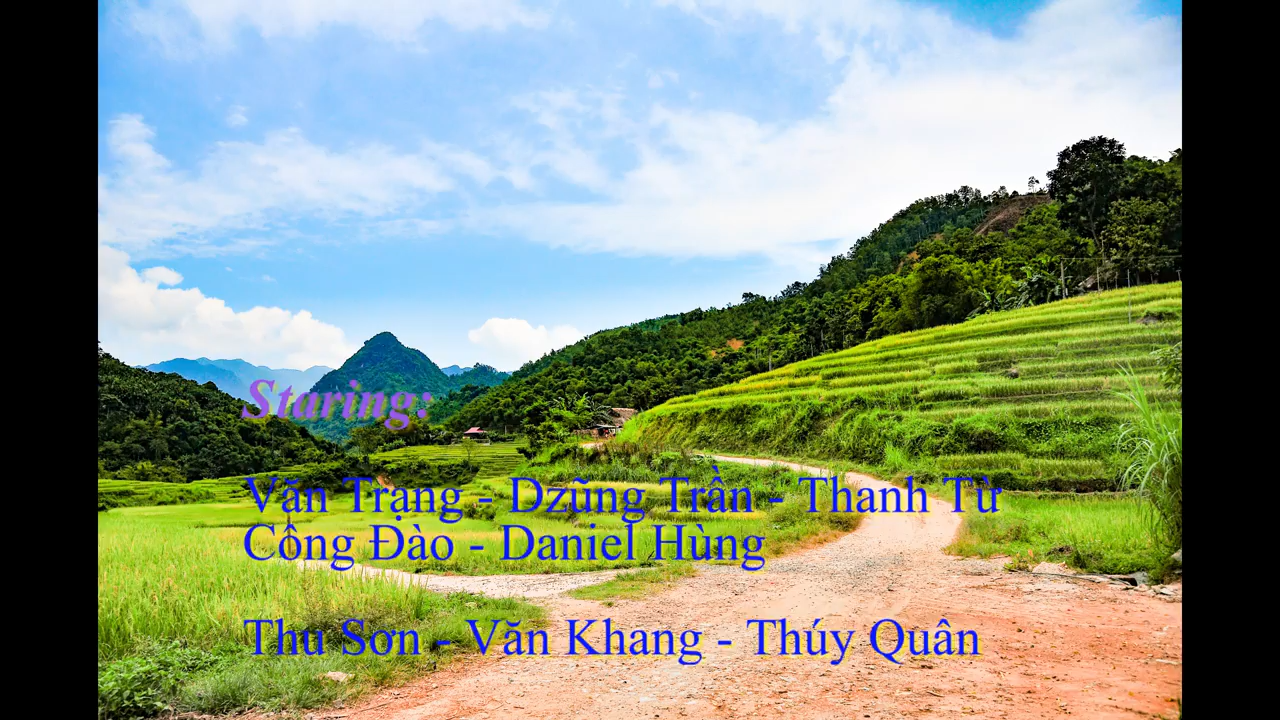 Staring:
Văn Trạng - Dzũng Trần - Thanh Từ
Công Đào - Daniel Hùng
Thu Sơn - Văn Khang - Thúy Quân